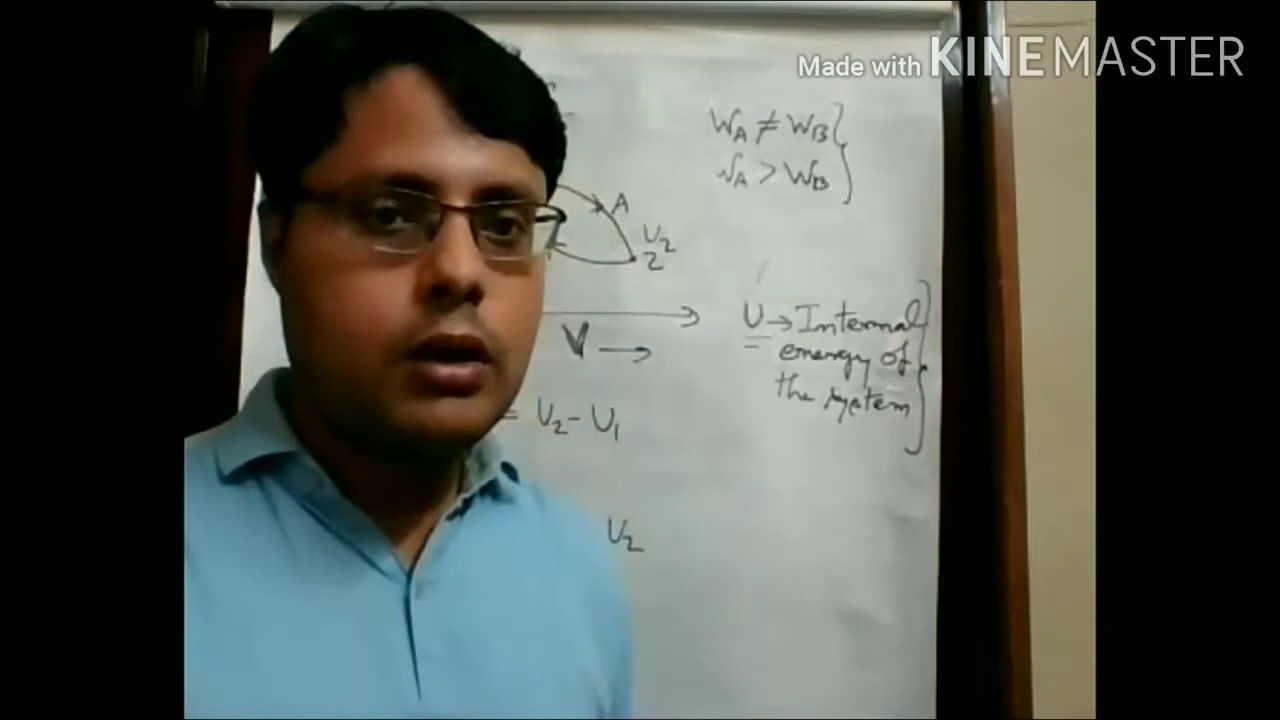 Made with KINEMASTER
W_A ≠ W_B
W_A > W_B
A
U_2
2
V →
U → Internal
energy of
the system
= U_2 - U_1
U_2